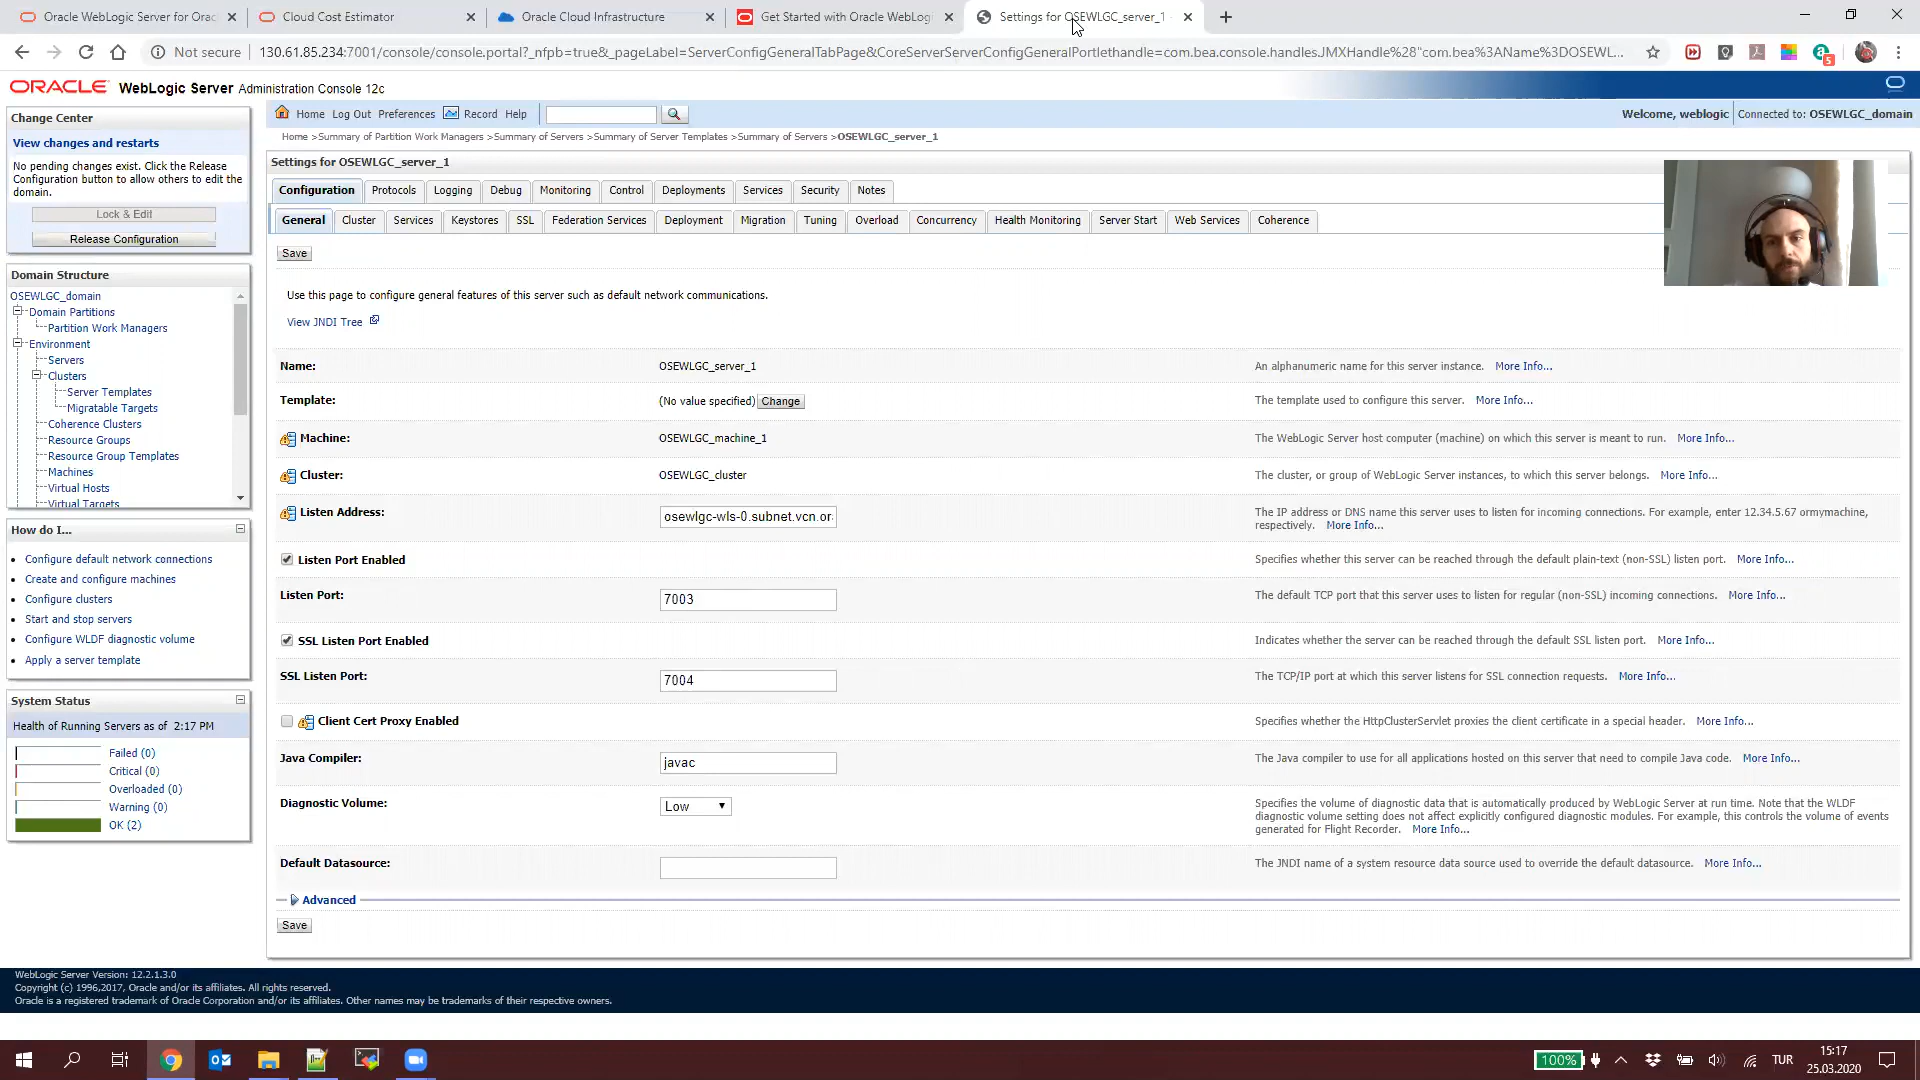 Oracle WebLogic Server for Orac
Cloud Cost Estimator
Oracle Cloud Infrastructure
Get Started with Oracle WebLogi
Settings for OSEWLGC_server_1
Not secure
130.61.85.234:7001/console/console.portal?_nfpb=true&_pageLabel=ServerConfigGeneralTabPage&CoreServerServerConfigGeneralPortlethandle=com.bea.console.handles.JMXHandle%28"com.bea%3AName%3DOSEWL...
5
ORACLE WebLogic Server Administration Console 12c
Change Center
View changes and restarts
No pending changes exist. Click the Release
Configuration button to allow others to edit the
domain.
Lock & Edit
Release Configuration
Domain Structure
OSEWLGC_domain
Domain Partitions
Partition Work Managers
Environment
Servers
Clusters
Server Templates
Migratable Targets
Coherence Clusters
Resource Groups
Resource Group Templates
Machines
Virtual Hosts
Virtual Targets
How do I...
Configure default network connections
Create and configure machines
Configure clusters
Start and stop servers
Configure WLDF diagnostic volume
Apply a server template
System Status
Health of Running Servers as of 2:17 PM
Failed (0)
Critical (0)
Overloaded (0)
Warning (0)
OK (2)
Home Log Out Preferences Record Help
Welcome, weblogic
Connected to: OSEWLGC_domain
Home >Summary of Partition Work Managers >Summary of Servers >Summary of Server Templates >Summary of Servers >OSEWLGC_server_1
Settings for OSEWLGC_server_1
Configuration Protocols Logging Debug Monitoring Control Deployments Services Security Notes
General Cluster Services Keystores SSL Federation Services Deployment Migration Tuning Overload Concurrency Health Monitoring Server Start Web Services Coherence
Save
Use this page to configure general features of this server such as default network communications.
View JNDI Tree
Name: OSEWLGC_server_1 An alphanumeric name for this server instance. More Info...
Template: (No value specified) Change The template used to configure this server. More Info...
Machine: OSEWLGC_machine_1 The WebLogic Server host computer (machine) on which this server is meant to run. More Info...
Cluster: OSEWLGC_cluster The cluster, or group of WebLogic Server instances, to which this server belongs. More Info...
Listen Address: osewlgc-wls-0.subnet.vcn.or The IP address or DNS name this server uses to listen for incoming connections. For example, enter 12.34.5.67 ormymachine,
respectively. More Info...
Listen Port Enabled Specifies whether this server can be reached through the default plain-text (non-SSL) listen port. More Info...
Listen Port: 7003 The default TCP port that this server uses to listen for regular (non-SSL) incoming connections. More Info...
SSL Listen Port Enabled Indicates whether the server can be reached through the default SSL listen port. More Info...
SSL Listen Port: 7004 The TCP/IP port at which this server listens for SSL connection requests. More Info...
Client Cert Proxy Enabled Specifies whether the HttpClusterServlet proxies the client certificate in a special header. More Info...
Java Compiler: javac The Java compiler to use for all applications hosted on this server that need to compile Java code. More Info...
Diagnostic Volume: Low Specifies the volume of diagnostic data that is automatically produced by WebLogic Server at run time. Note that the WLDF
diagnostic volume setting does not affect explicitly configured diagnostic modules. For example, this controls the volume of events
generated for Flight Recorder. More Info...
Default Datasource: The JNDI name of a system resource data source used to override the default datasource. More Info...
Advanced
Save
WebLogic Server Version: 12.2.1.3.0
Copyright (c) 1996,2017, Oracle and/or its affiliates. All rights reserved.
Oracle is a registered trademark of Oracle Corporation and/or its affiliates. Other names may be trademarks of their respective owners.
100%
TUR
15:17
25.03.2020